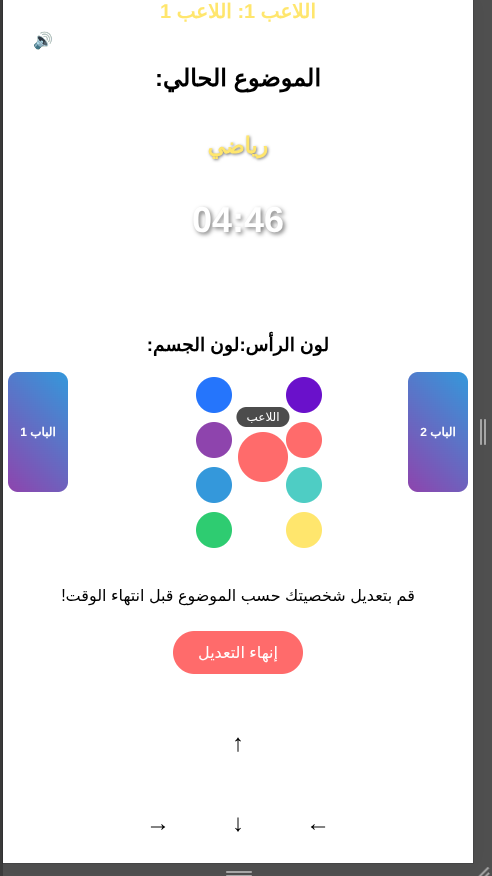 اللاعب 1: اللاعب 1
الموضوع الحالي:
رياضي
04:46
لون الرأس:لون الجسم:
اللاعب
الباب 2
الباب 1
قم بتعديل شخصيتك حسب الموضوع قبل انتهاء الوقت!
إنهاء التعديل
↑
← ↓ →